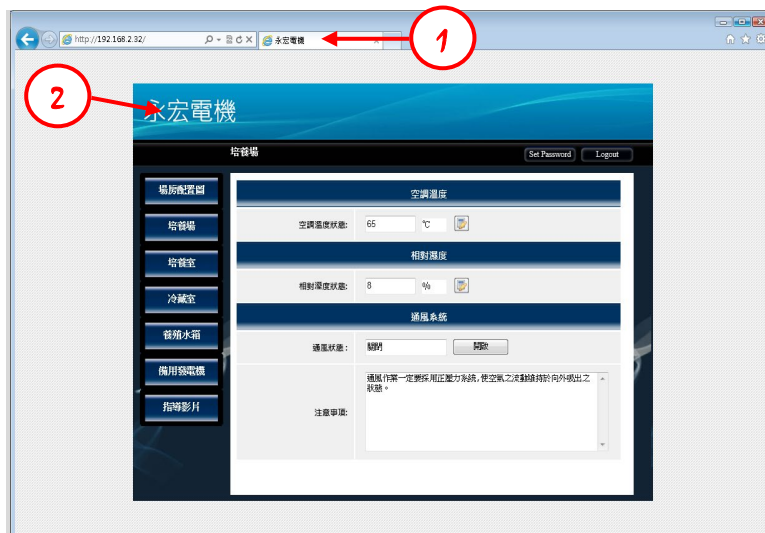 http://192.168.2.32/
永宏電機
1
2
永宏電機
培養場
Set Password
Logout
場房配置圖
培養場
培養室
冷藏室
養殖水箱
備用發電機
指導影片
空調溫度
空調溫度狀態:
65
℃
相對濕度
相對濕度狀態:
8
%
通風系統
通風狀態:
關閉
開啟
注意事項:
通風作業一定要採用正壓力系統,使空氣之流動維持於向外吸出之
狀態。